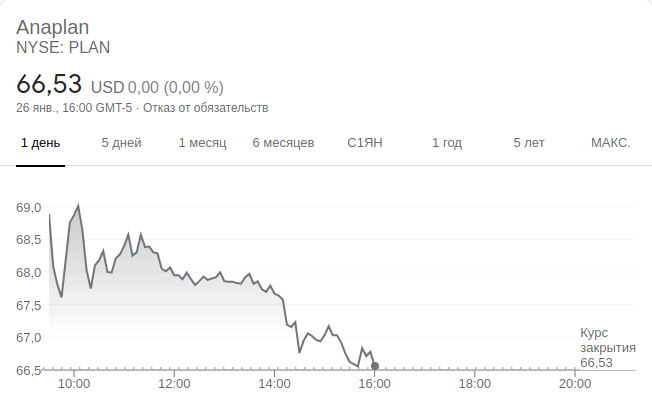 Anaplan
NYSE: PLAN
66,53 USD 0,00 (0,00 %)
26 янв., 16:00 GMT-5 · Отказ от обязательств
1 день 5 дней 1 месяц 6 месяцев С1ЯН 1 год 5 лет МАКС.
69,0
68,5
68,0
67,5
67,0
66,5
Курс
закрытия
66,53
10:00 12:00 14:00 16:00 18:00 20:00